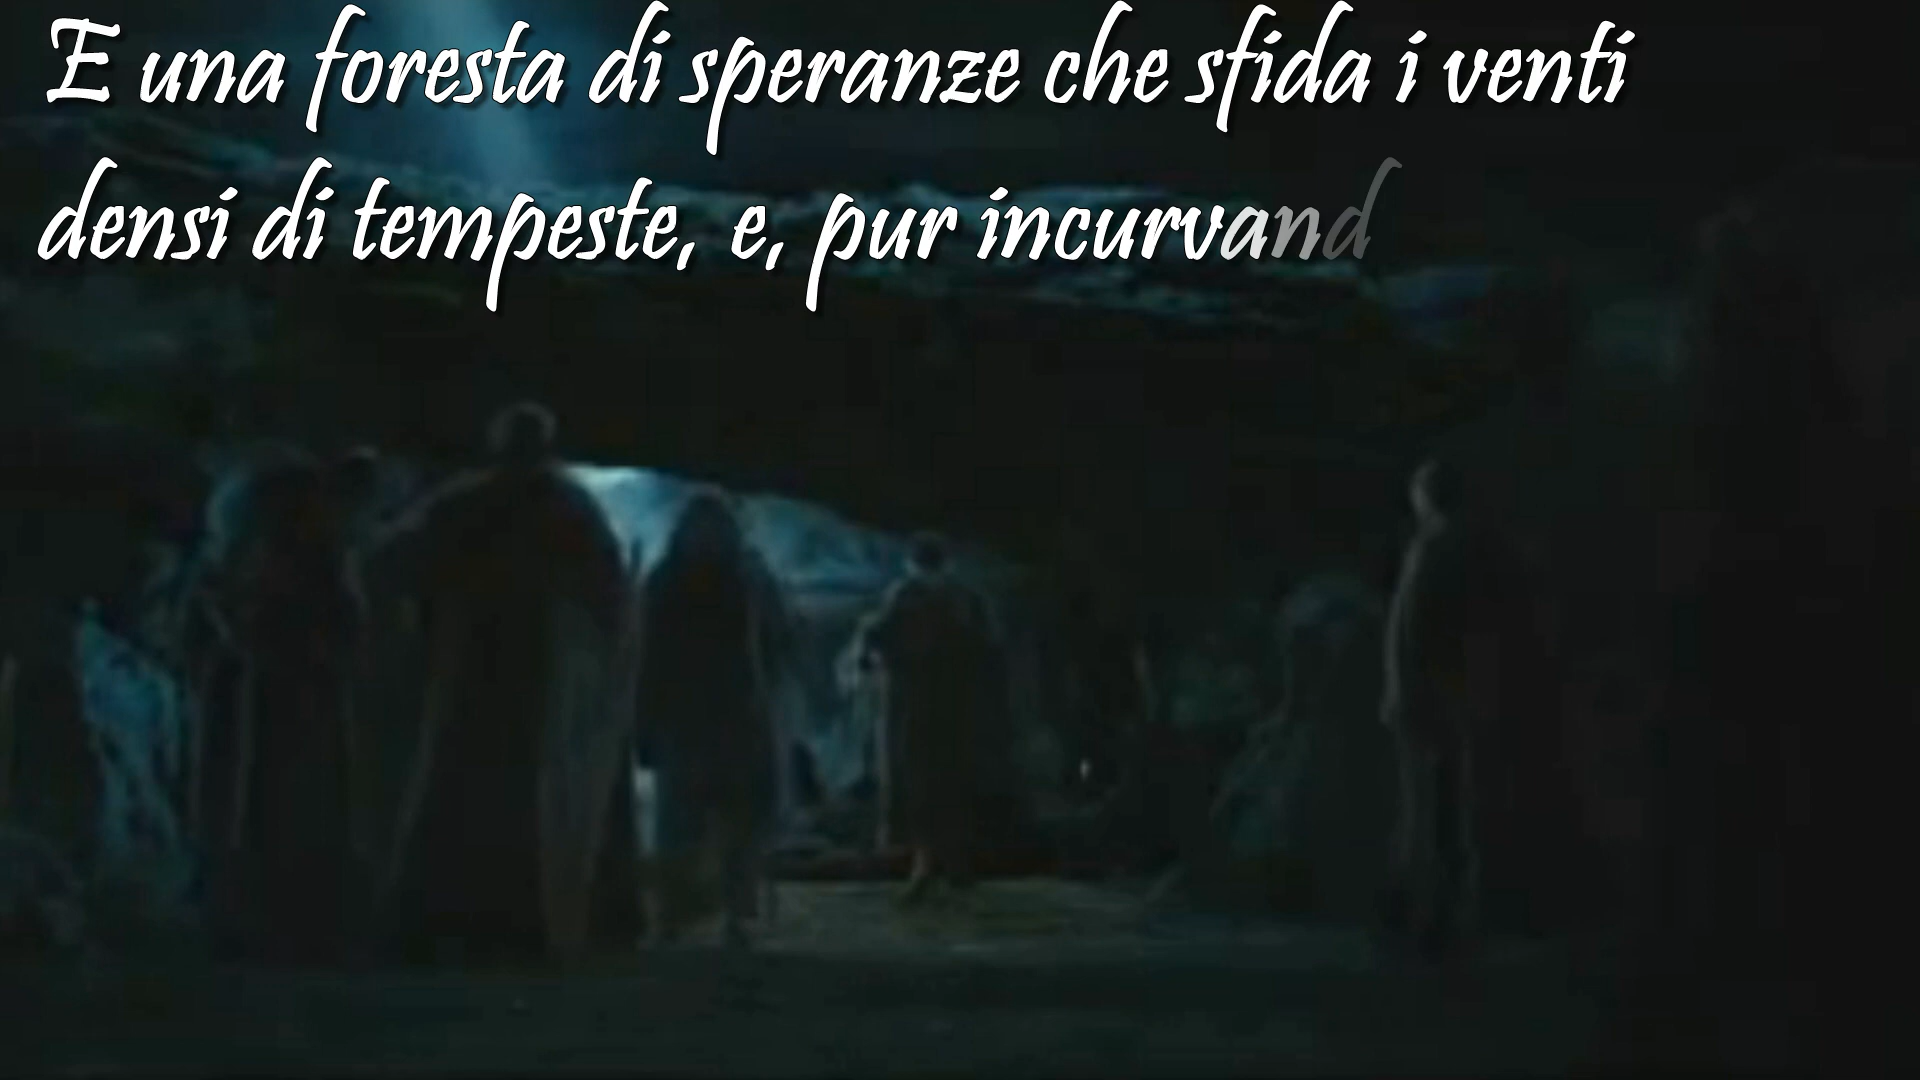 E una foresta di speranze che sfida i venti
densi di tempeste, e, pur incurvand